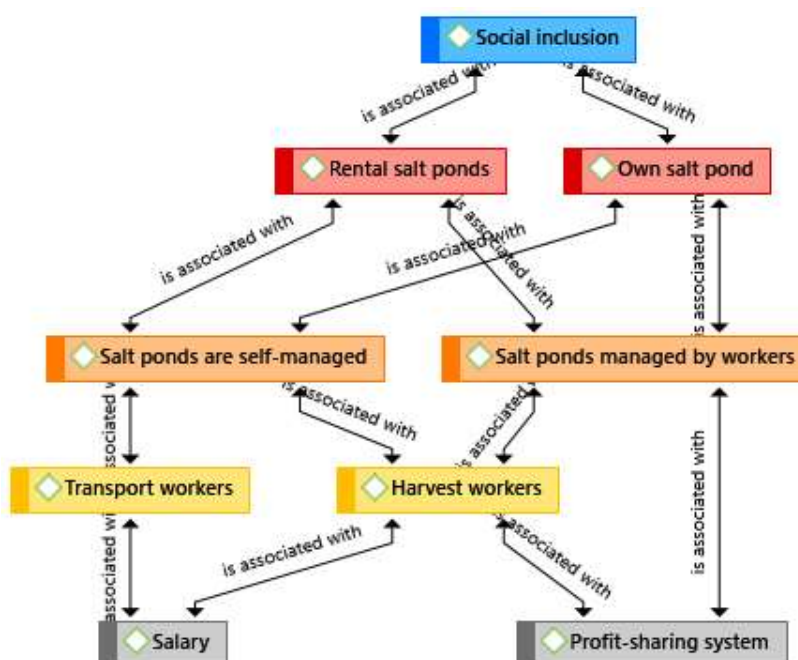 Social inclusion
is associated with
is associated with
Rental salt ponds
Own salt pond
is associated with
is associated with
is associated with
is associated with
Salt ponds are self-managed
Salt ponds managed by workers
associated
is associated with
is associated
is associated with
Transport workers
Harvest workers
associated with
is associated with
is associated with
Salary
Profit-sharing system